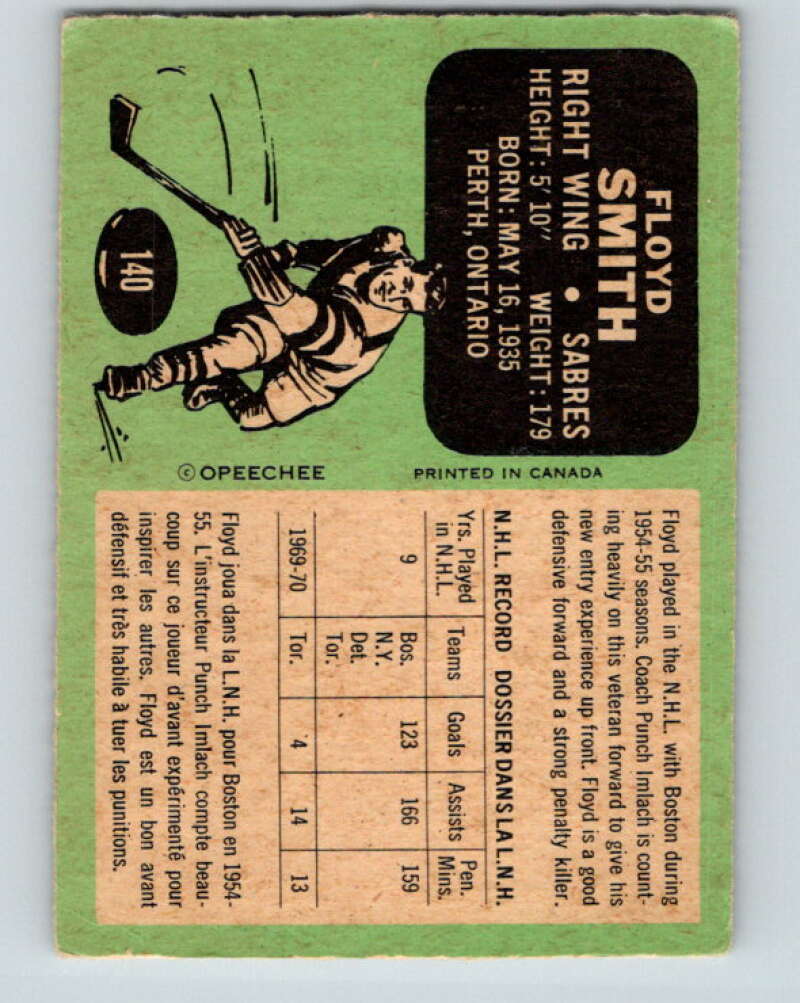 FLOYD
SMITH
RIGHT WING • SABRES
HEIGHT: 5' 10" WEIGHT: 179
BORN: MAY 16, 1935
PERTH, ONTARIO
140
© OPEECHEE
PRINTED IN CANADA
Floyd played in the N.H.L. with Boston during
1954-55 seasons. Coach Punch Imlach is count-
ing heavily on this veteran forward to give his
new entry experience up front. Floyd is a good
defensive forward and a strong penalty killer.
N.H.L. RECORD DOSSIER DANS LA L.N.H.
Yrs. Played in N.H.L. Teams Goals Assists Pen. Mins.
9 Bos. 123 166 159
N.Y.
Det.
Tor.
1969-70 Tor. 4 14 13
Floyd joua dans la L.N.H. pour Boston en 1954-
55. L'instructeur Punch Imlach compte beau-
coup sur ce joueur d'avant expérimenté pour
inspirer les autres. Floyd est un bon avant
défensif et très habile à tuer les punitions.